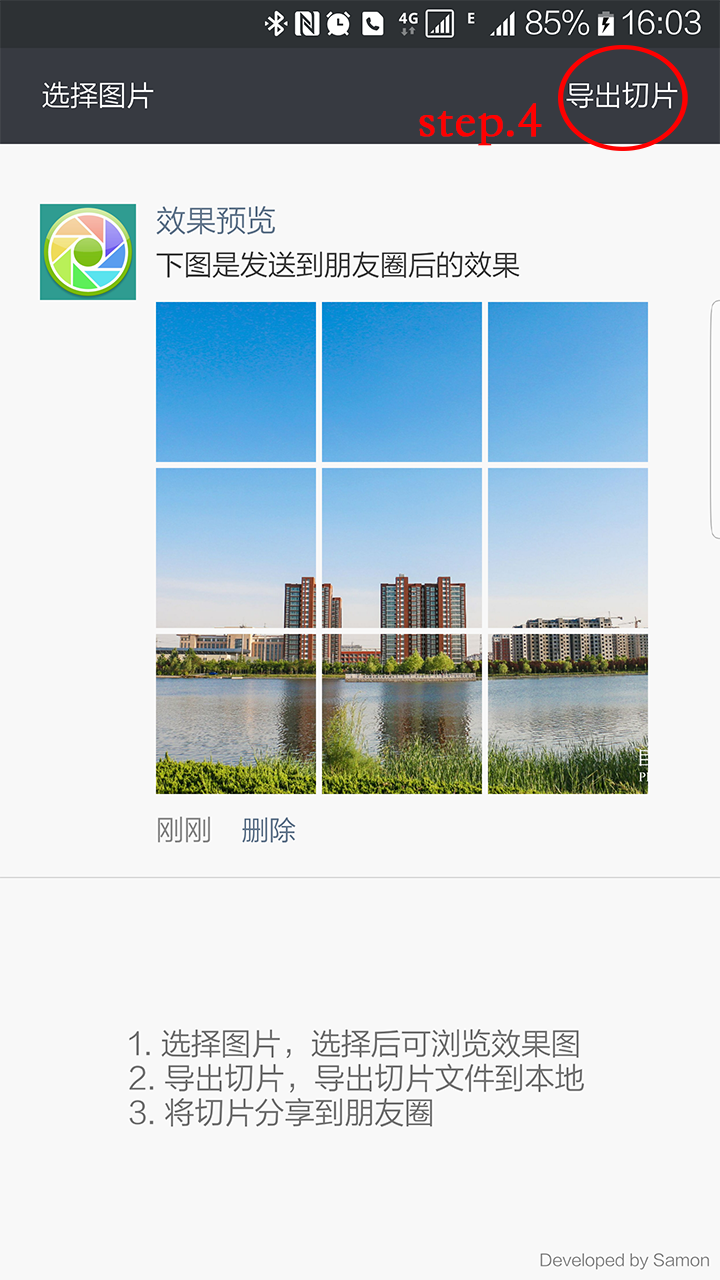 4G E 85% 16:03
选择图片
step.4
导出切片
效果预览
下图是发送到朋友圈后的效果
刚刚 删除
1. 选择图片，选择后可浏览效果图
2. 导出切片，导出切片文件到本地
3. 将切片分享到朋友圈
Developed by Samon